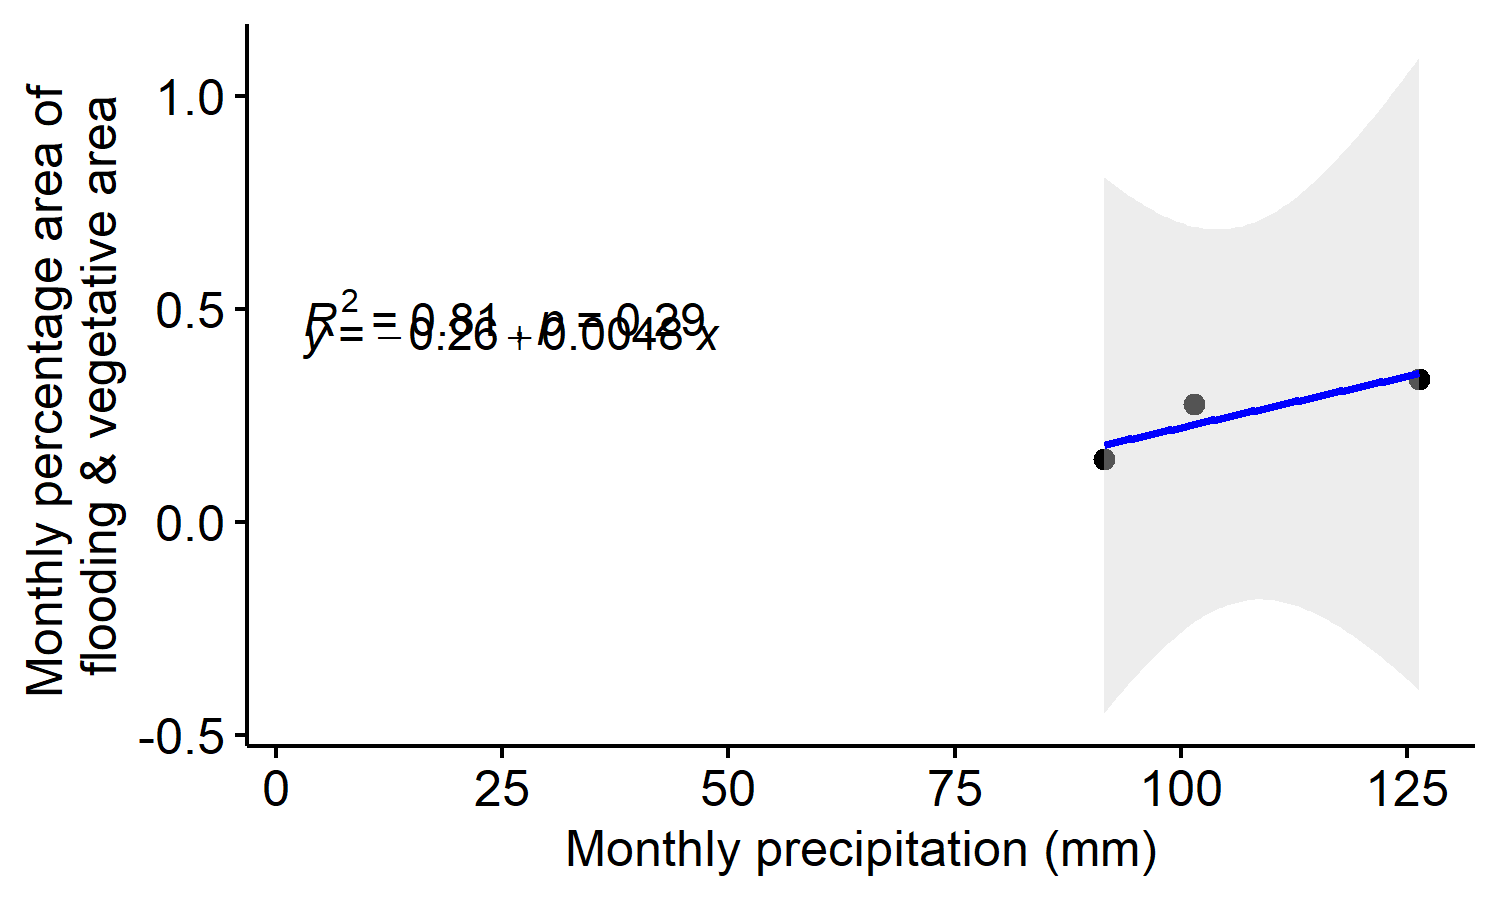 Monthly percentage area of
flooding & vegetative area
1.0
0.5
0.0
-0.5
R² = 0.81 , p = 0.29
y = −0.26 + 0.0048 x
0 25 50 75 100 125
Monthly precipitation (mm)